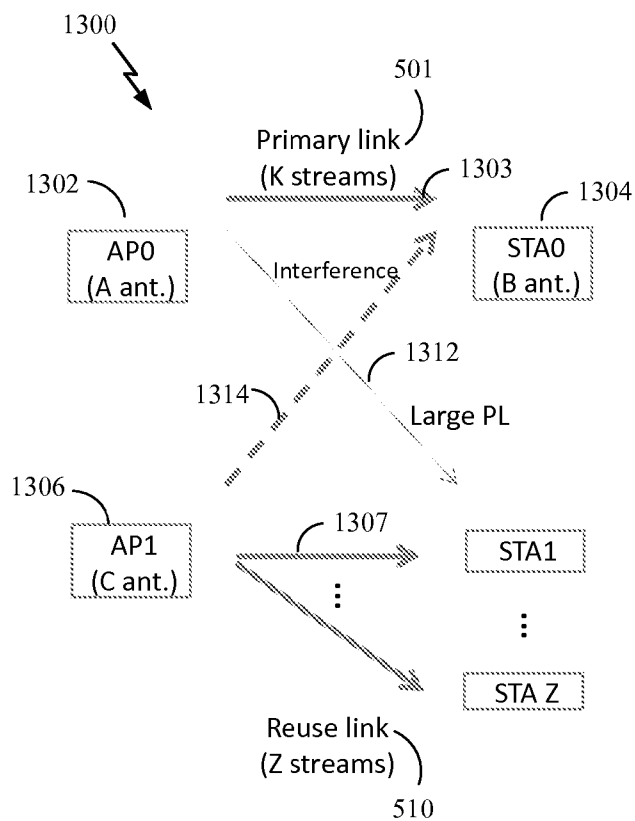 1300
501
Primary link
(K streams)
1303
1302
1304
AP0
(A ant.)
Interference
STA0
(B ant.)
1312
1314
Large PL
1306
1307
AP1
(C ant.)
STA1
⋮
⋮
STA Z
Reuse link
(Z streams)
510